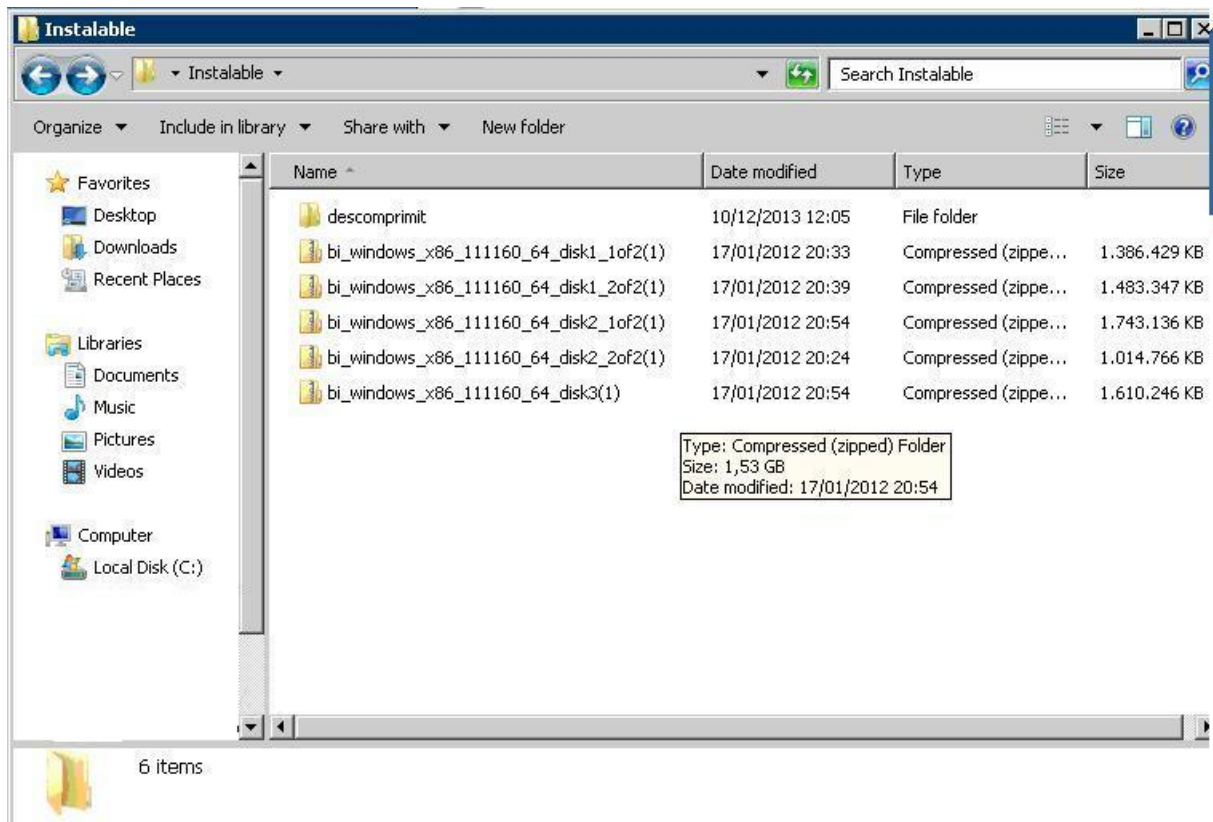 Instalable
Instalable
Search Instalable
Organize Include in library Share with New folder
Name Date modified Type Size
Favorites
Desktop
Downloads
Recent Places
Libraries
Documents
Music
Pictures
Videos
Computer
Local Disk (C:)
descomprimit 10/12/2013 12:05 File folder
bi_windows_x86_111160_64_disk1_1of2(1) 17/01/2012 20:33 Compressed (zippe... 1.386.429 KB
bi_windows_x86_111160_64_disk1_2of2(1) 17/01/2012 20:39 Compressed (zippe... 1.483.347 KB
bi_windows_x86_111160_64_disk2_1of2(1) 17/01/2012 20:54 Compressed (zippe... 1.743.136 KB
bi_windows_x86_111160_64_disk2_2of2(1) 17/01/2012 20:24 Compressed (zippe... 1.014.766 KB
bi_windows_x86_111160_64_disk3(1) 17/01/2012 20:54 Compressed (zippe... 1.610.246 KB
Type: Compressed (zipped) Folder
Size: 1,53 GB
Date modified: 17/01/2012 20:54
6 items